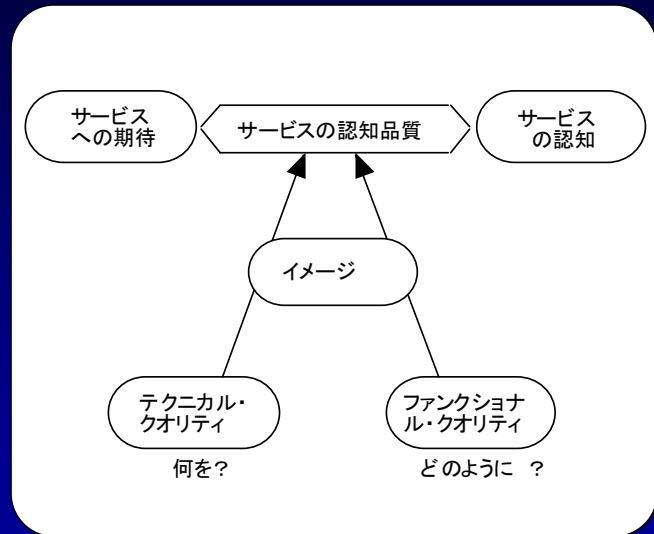 サービス
への期待
サービスの認知品質
サービス
の認知
イメージ
テクニカル・
クオリティ
ファンクショナ
ル・クオリティ
何を?
どのように ?